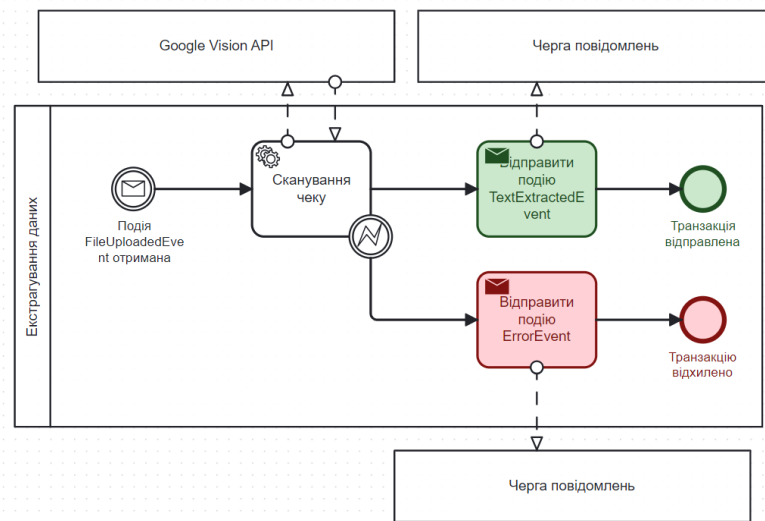 Google Vision API
Черга повідомлень
Екстрагування даних
Подія
FileUploadedEve
nt отримана
Сканування
чеку
Відправити
подію
TextExtractedE
vent
Транзакція
відправлена
Відправити
подію
ErrorEvent
Транзакцію
відхилено
Черга повідомлень